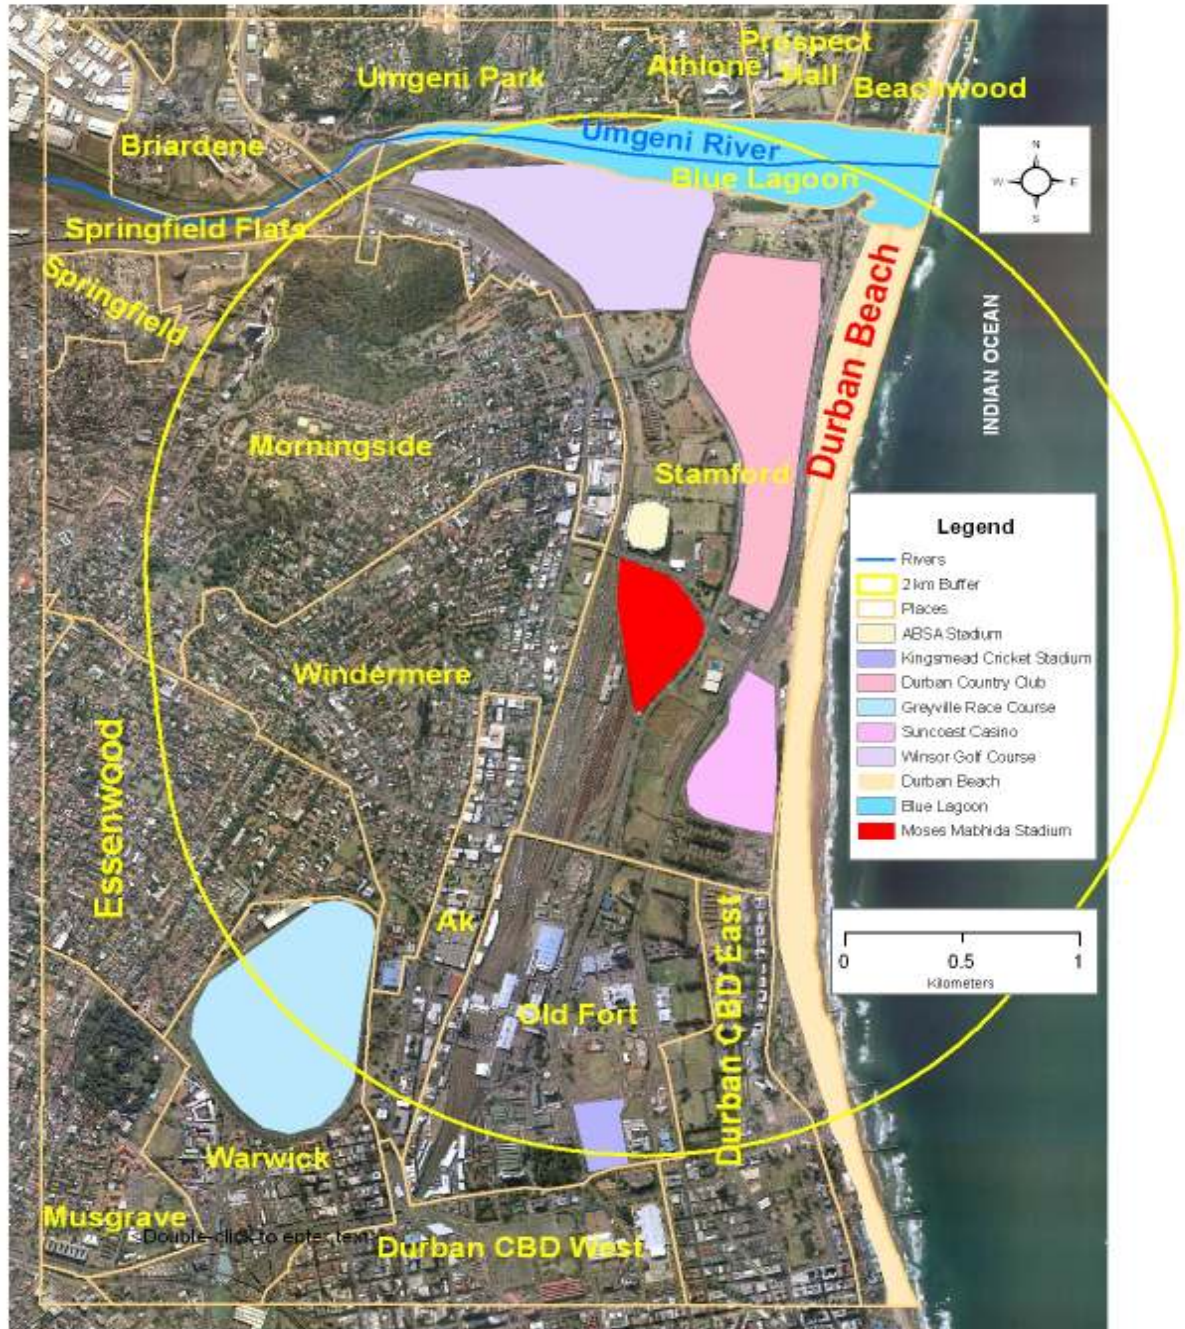 Prospect
Hall
Athlone
Umgeni Park
Beachwood
Umgeni River
Briardene
N
W E
S
Blue Lagoon
Springfield Flats
Springfield
Durban Beach
INDIAN OCEAN
Morningside
Stamford
Legend
Rivers
2km Buffer
Places
ABSA Stadium
Kingsmead Cricket Stadium
Durban Country Club
Greyville Race Course
Suncoast Casino
Winsor Golf Course
Durban Beach
Blue Lagoon
Moses Mabhida Stadium
Windermere
Essenwood
Ak
Durban CBD East
0 0.5 1
Kilometers
Old Fort
Warwick
Musgrave
<Double-click to enter text>
Durban CBD West